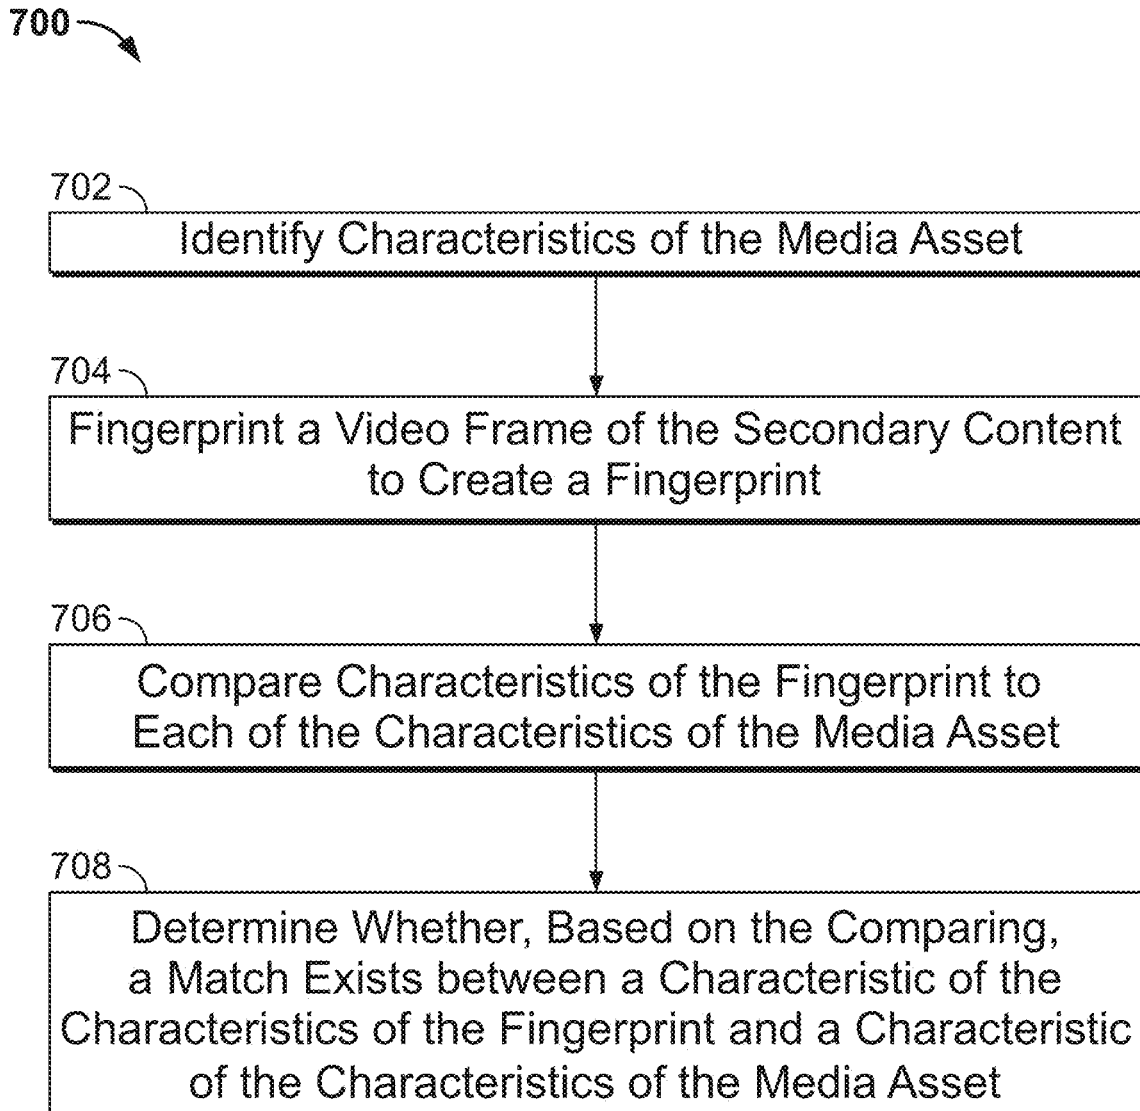 700
702
Identify Characteristics of the Media Asset
704
Fingerprint a Video Frame of the Secondary Content
to Create a Fingerprint
706
Compare Characteristics of the Fingerprint to
Each of the Characteristics of the Media Asset
708
Determine Whether, Based on the Comparing,
a Match Exists between a Characteristic of the
Characteristics of the Fingerprint and a Characteristic
of the Characteristics of the Media Asset